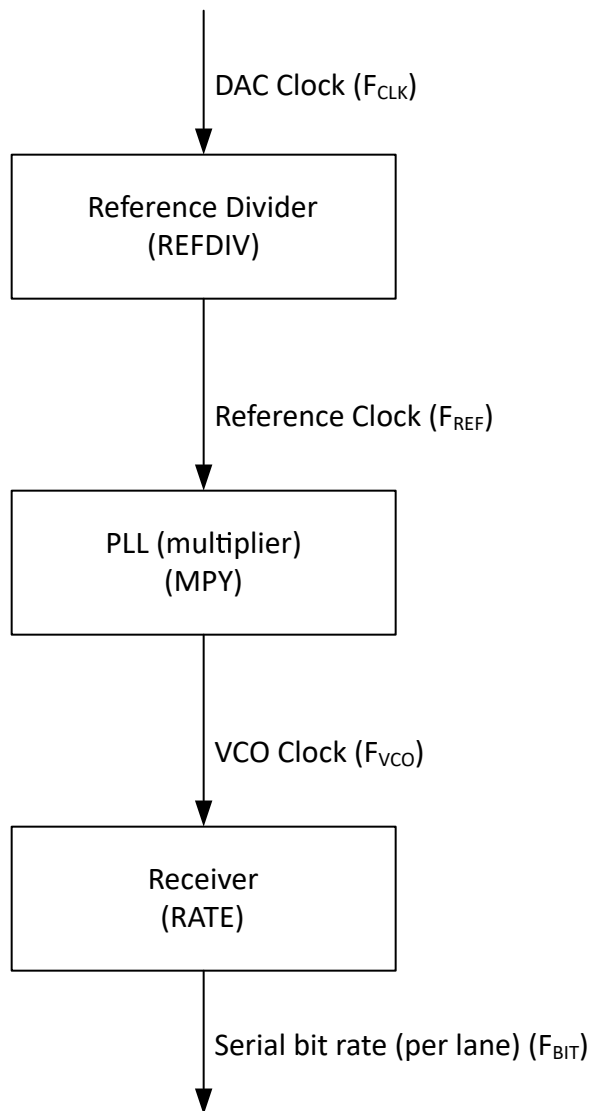 DAC Clock (FCLK)
Reference Divider
(REFDIV)
Reference Clock (FREF)
PLL (multiplier)
(MPY)
VCO Clock (FVCO)
Receiver
(RATE)
Serial bit rate (per lane) (FBIT)